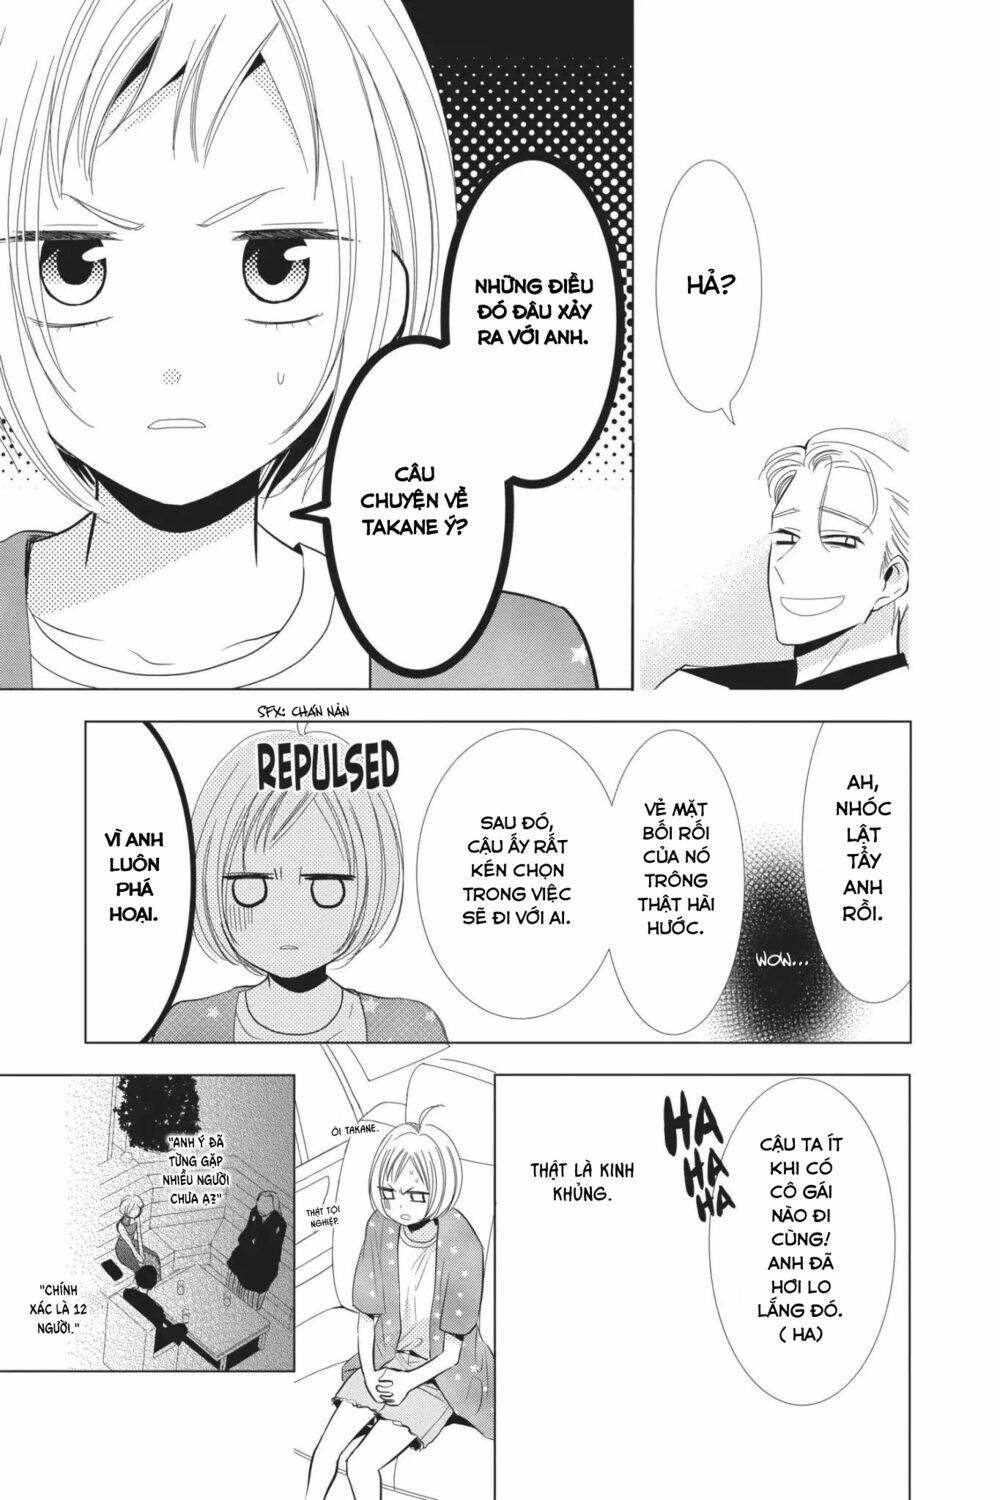 HẢ?
NHỮNG ĐIỀU
ĐÓ ĐÂU XẢY
RA VỚI ANH.
CÂU
CHUYỆN VỀ
TAKANE Ý?
AH,
NHÓC
LẬT
TẨY
ANH
RỒI.
WOW...
VẺ MẶT
BỐI RỐI
CỦA NÓ
TRÔNG
THẬT HÀI
HƯỚC.
SAU ĐÓ,
CẬU ẤY RẤT
KÉN CHỌN
TRONG VIỆC
SẼ ĐI VỚI AI.
SFX: CHÁN NẢN
REPULSED
VÌ ANH
LUÔN
PHÁ
HOẠI.
CẬU TA ÍT
KHI CÓ
CÔ GÁI
NÀO ĐI
CÙNG!
ANH ĐÃ
HƠI LO
LẮNG ĐÓ.
( HA)
HA
HA
HA
THẬT LÀ KINH
KHỦNG.
ÔI TAKANE.
THẬT TỘI
NGHIỆP.
"ANH Ý ĐÃ
TỪNG GẶP
NHIỀU NGƯỜI
CHƯA Ạ?"
"CHÍNH
XÁC LÀ 12
NGƯỜI."